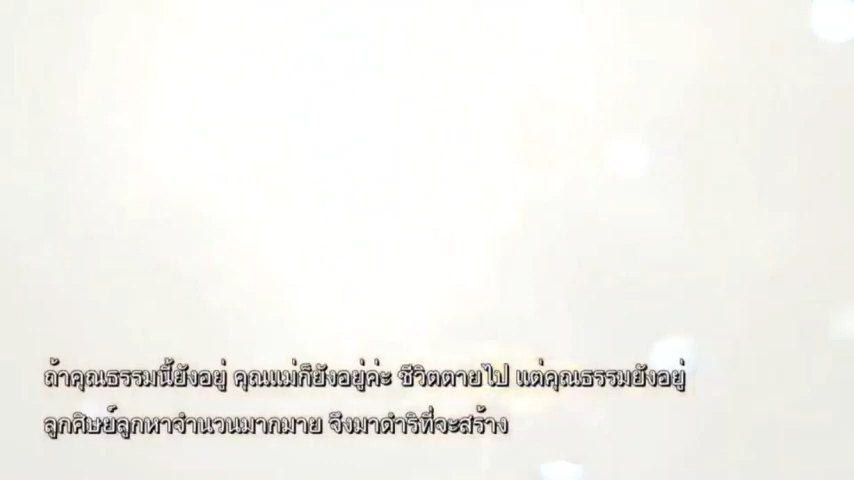 ถ้าคุณธรรมนี้ยังอยู่ คุณแม่ก็ยังอยู่ค่ะ ชีวิตตายไป แต่คุณธรรมยังอยู่
ลูกศิษย์ลูกหาจำนวนมากมาย จึงมาดำริที่จะสร้าง